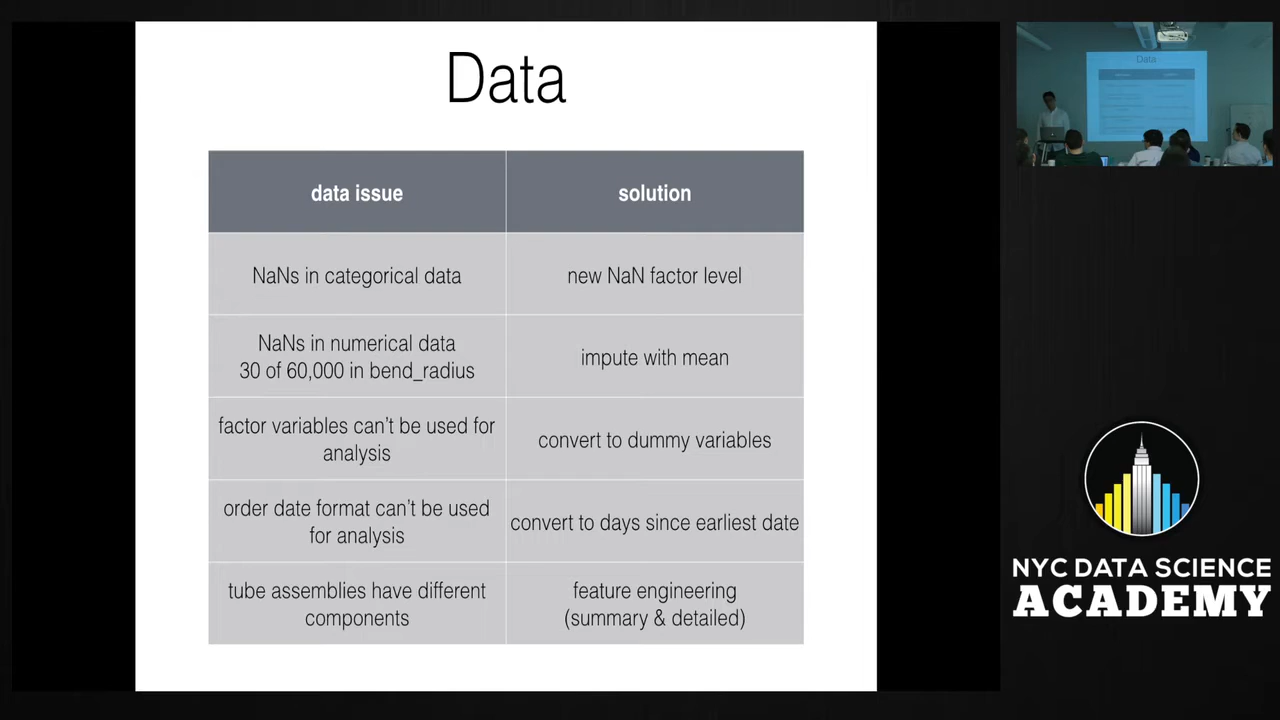 Data
data issue
solution
NaNs in categorical data
new NaN factor level
NaNs in numerical data
30 of 60,000 in bend_radius
impute with mean
factor variables can't be used for
analysis
convert to dummy variables
order date format can't be used
for analysis
convert to days since earliest date
tube assemblies have different
components
feature engineering
(summary & detailed)
Data
NYC DATA SCIENCE
ACADEMY